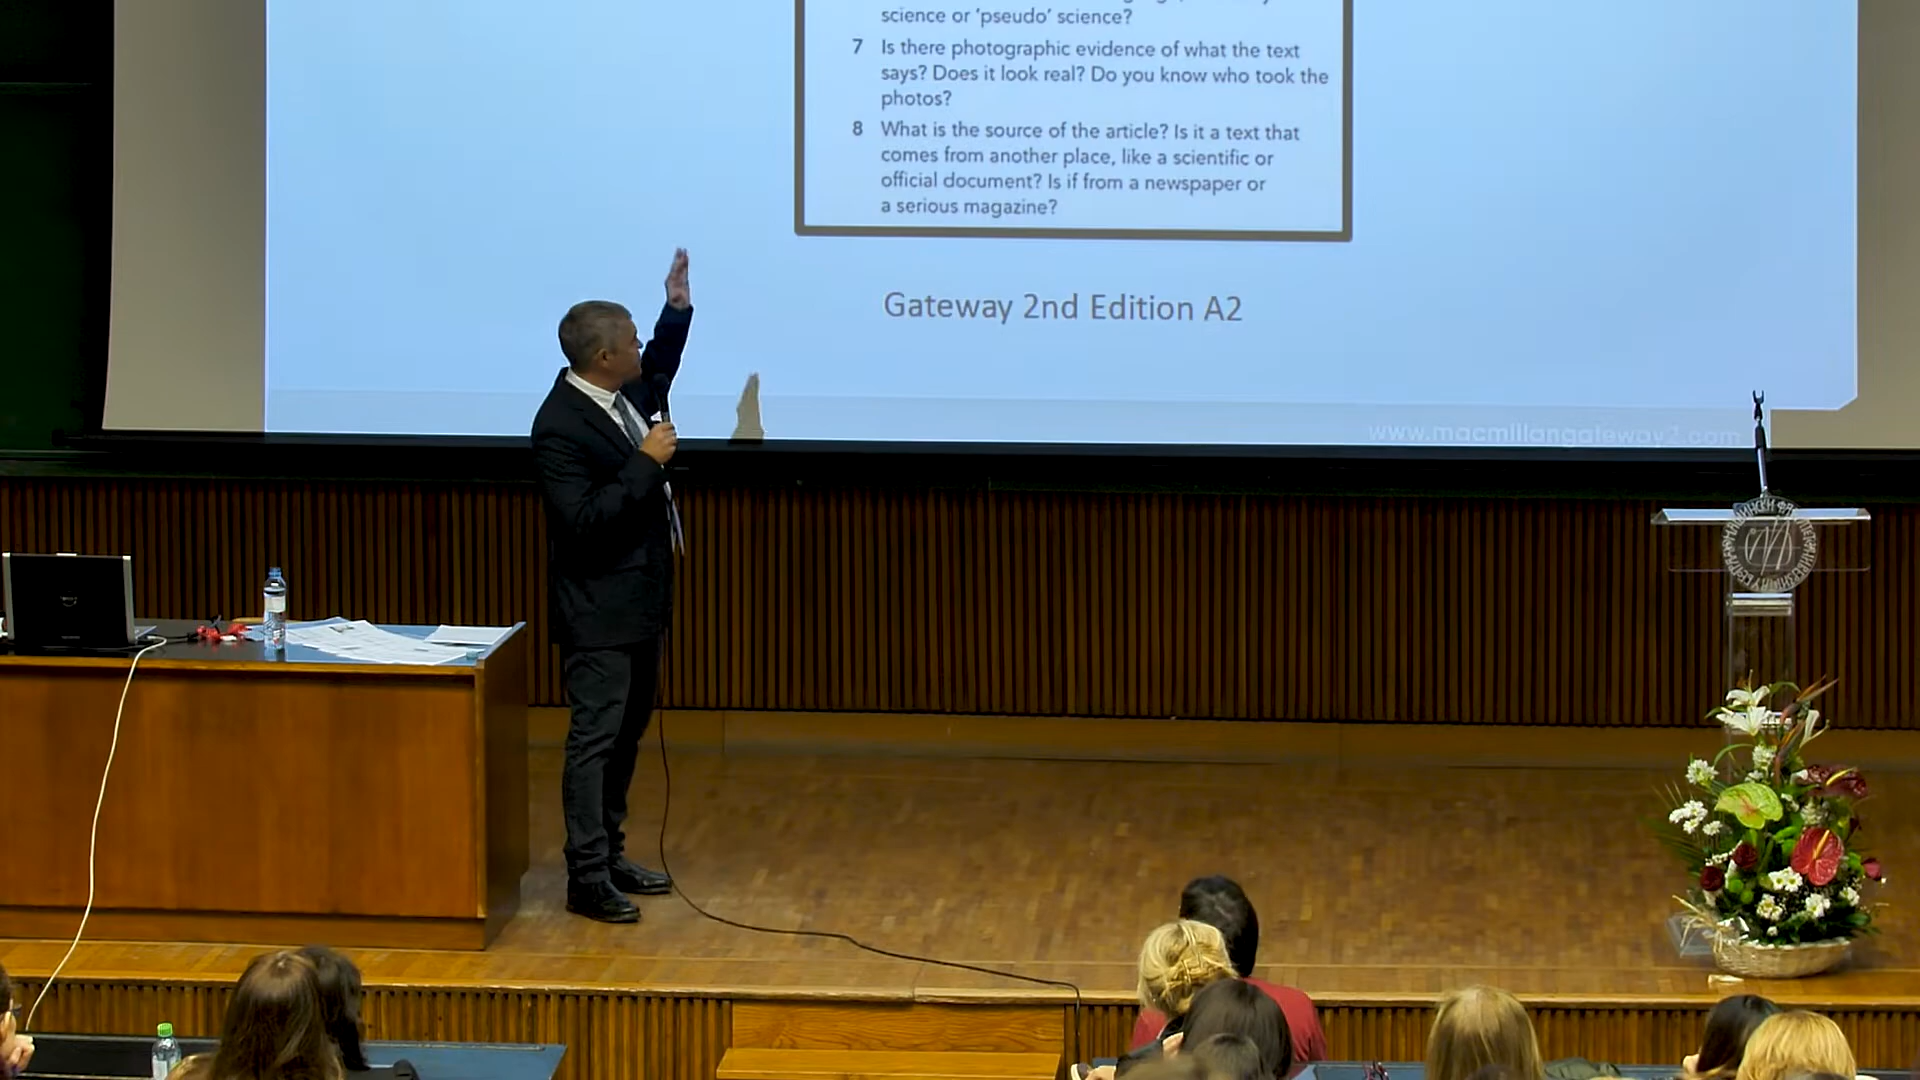 science or 'pseudo' science?
7 Is there photographic evidence of what the text
says? Does it look real? Do you know who took the
photos?
8 What is the source of the article? Is it a text that
comes from another place, like a scientific or
official document? Is if from a newspaper or
a serious magazine?
Gateway 2nd Edition A2
www.macmillangateway2.com